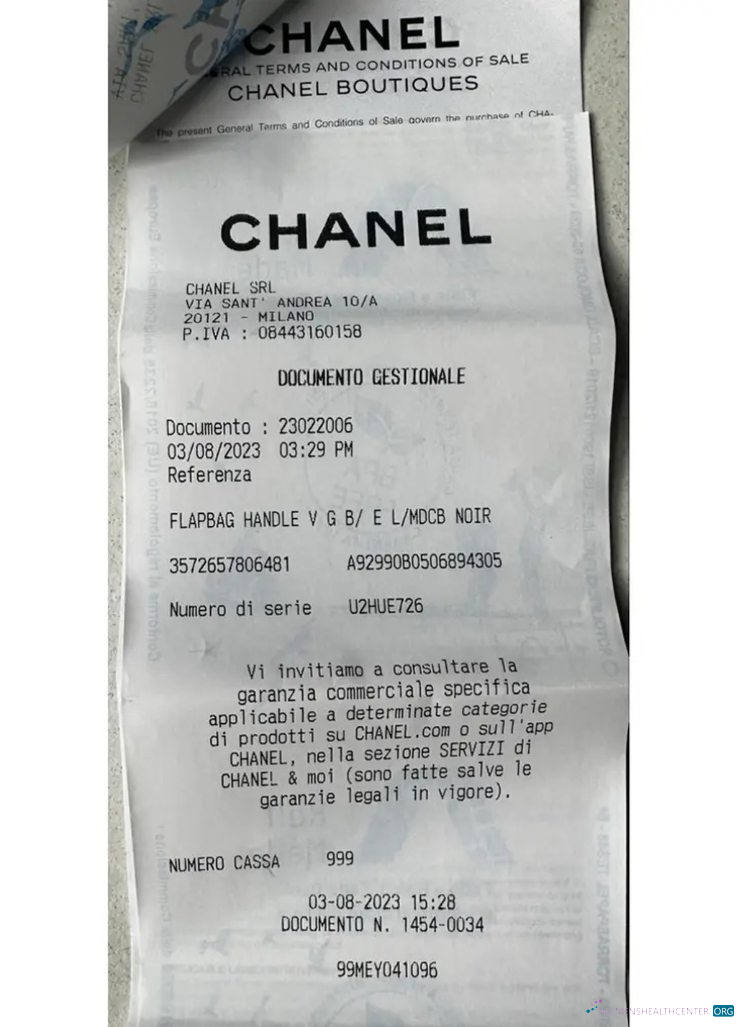 CHANEL
RAL TERMS AND CONDITIONS OF SALE
CHANEL BOUTIQUES
The present General Terms and Conditions of Sale govern the purchase of CHA-
CHANEL
CHANEL SRL
VIA SANT' ANDREA 10/A
20121 - MILANO
P.IVA : 08443160158
DOCUMENTO GESTIONALE
Documento : 23022006
03/08/2023 03:29 PM
Referenza
FLAPBAG HANDLE V G B/ E L/MDCB NOIR
3572657806481 A92990B0506894305
Numero di serie U2HUE726
Vi invitiamo a consultare la
garanzia commerciale specifica
applicabile a determinate categorie
di prodotti su CHANEL.com o sull'app
CHANEL, nella sezione SERVIZI di
CHANEL & moi (sono fatte salve le
garanzie legali in vigore).
NUMERO CASSA 999
03-08-2023 15:28
DOCUMENTO N. 1454-0034
99MEY041096